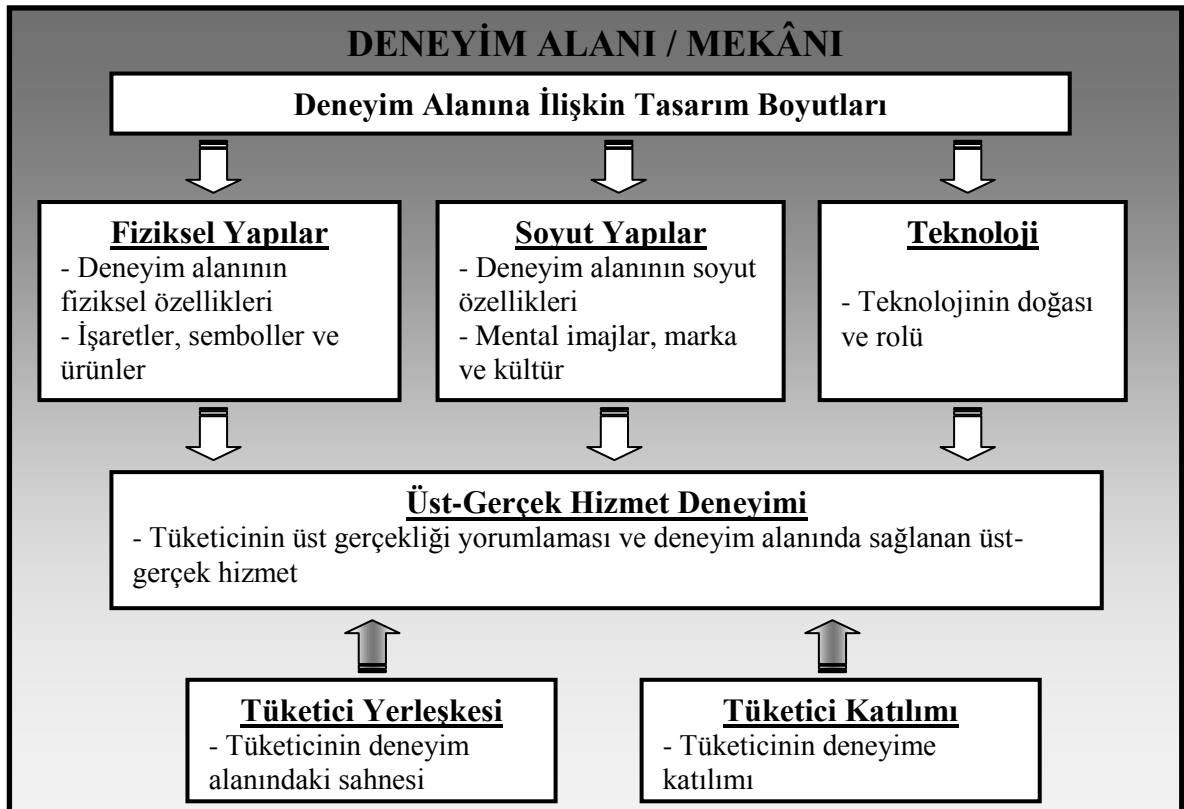 DENEYİM ALANI / MEKÂNI
Deneyim Alanına İlişkin Tasarım Boyutları
Fiziksel Yapılar
- Deneyim alanının
fiziksel özellikleri
- İşaretler, semboller ve
ürünler
Soyut Yapılar
- Deneyim alanının soyut
özellikleri
- Mental imajlar, marka
ve kültür
Teknoloji
- Teknolojinin doğası
ve rolü
Üst-Gerçek Hizmet Deneyimi
- Tüketicinin üst gerçekliği yorumlaması ve deneyim alanında sağlanan üst-
gerçek hizmet
Tüketici Yerleşkesi
- Tüketicinin deneyim
alanındaki sahnesi
Tüketici Katılımı
- Tüketicinin deneyime
katılımı